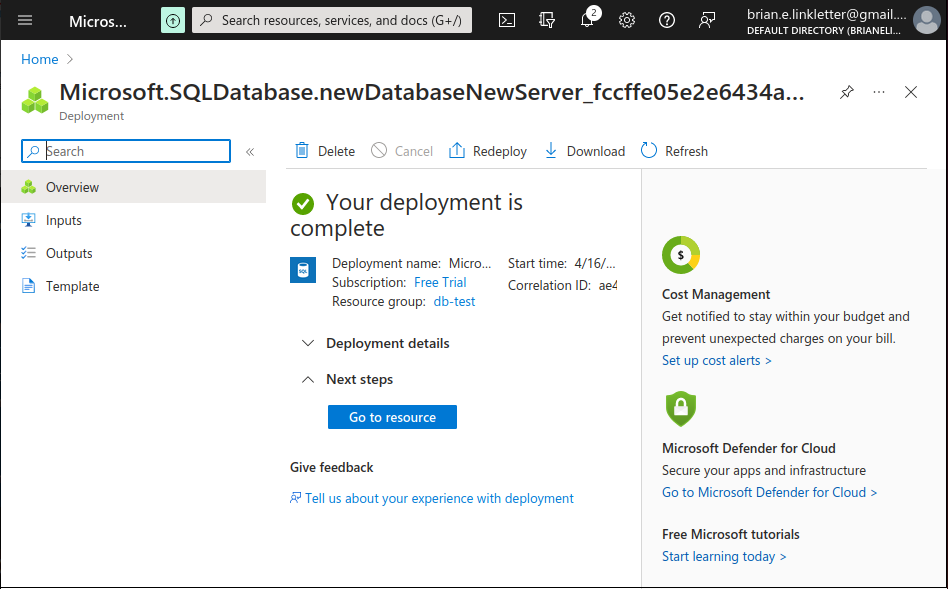 Micros...
Search resources, services, and docs (G+/)
2
brian.e.linkletter@gmail....
DEFAULT DIRECTORY (BRIANELI...
Home
Microsoft.SQLDatabase.newDatabaseNewServer_fccffe05e2e6434a...
Deployment
Search
«
Delete
Cancel
Redeploy
Download
Refresh
Overview
Inputs
Outputs
Template
Your deployment is
complete
SQL
Deployment name: Micro...
Subscription: Free Trial
Resource group: db-test
Start time: 4/16/...
Correlation ID: ae4
Deployment details
Next steps
Go to resource
Give feedback
Tell us about your experience with deployment
$
Cost Management
Get notified to stay within your budget and
prevent unexpected charges on your bill.
Set up cost alerts >
Microsoft Defender for Cloud
Secure your apps and infrastructure
Go to Microsoft Defender for Cloud >
Free Microsoft tutorials
Start learning today >